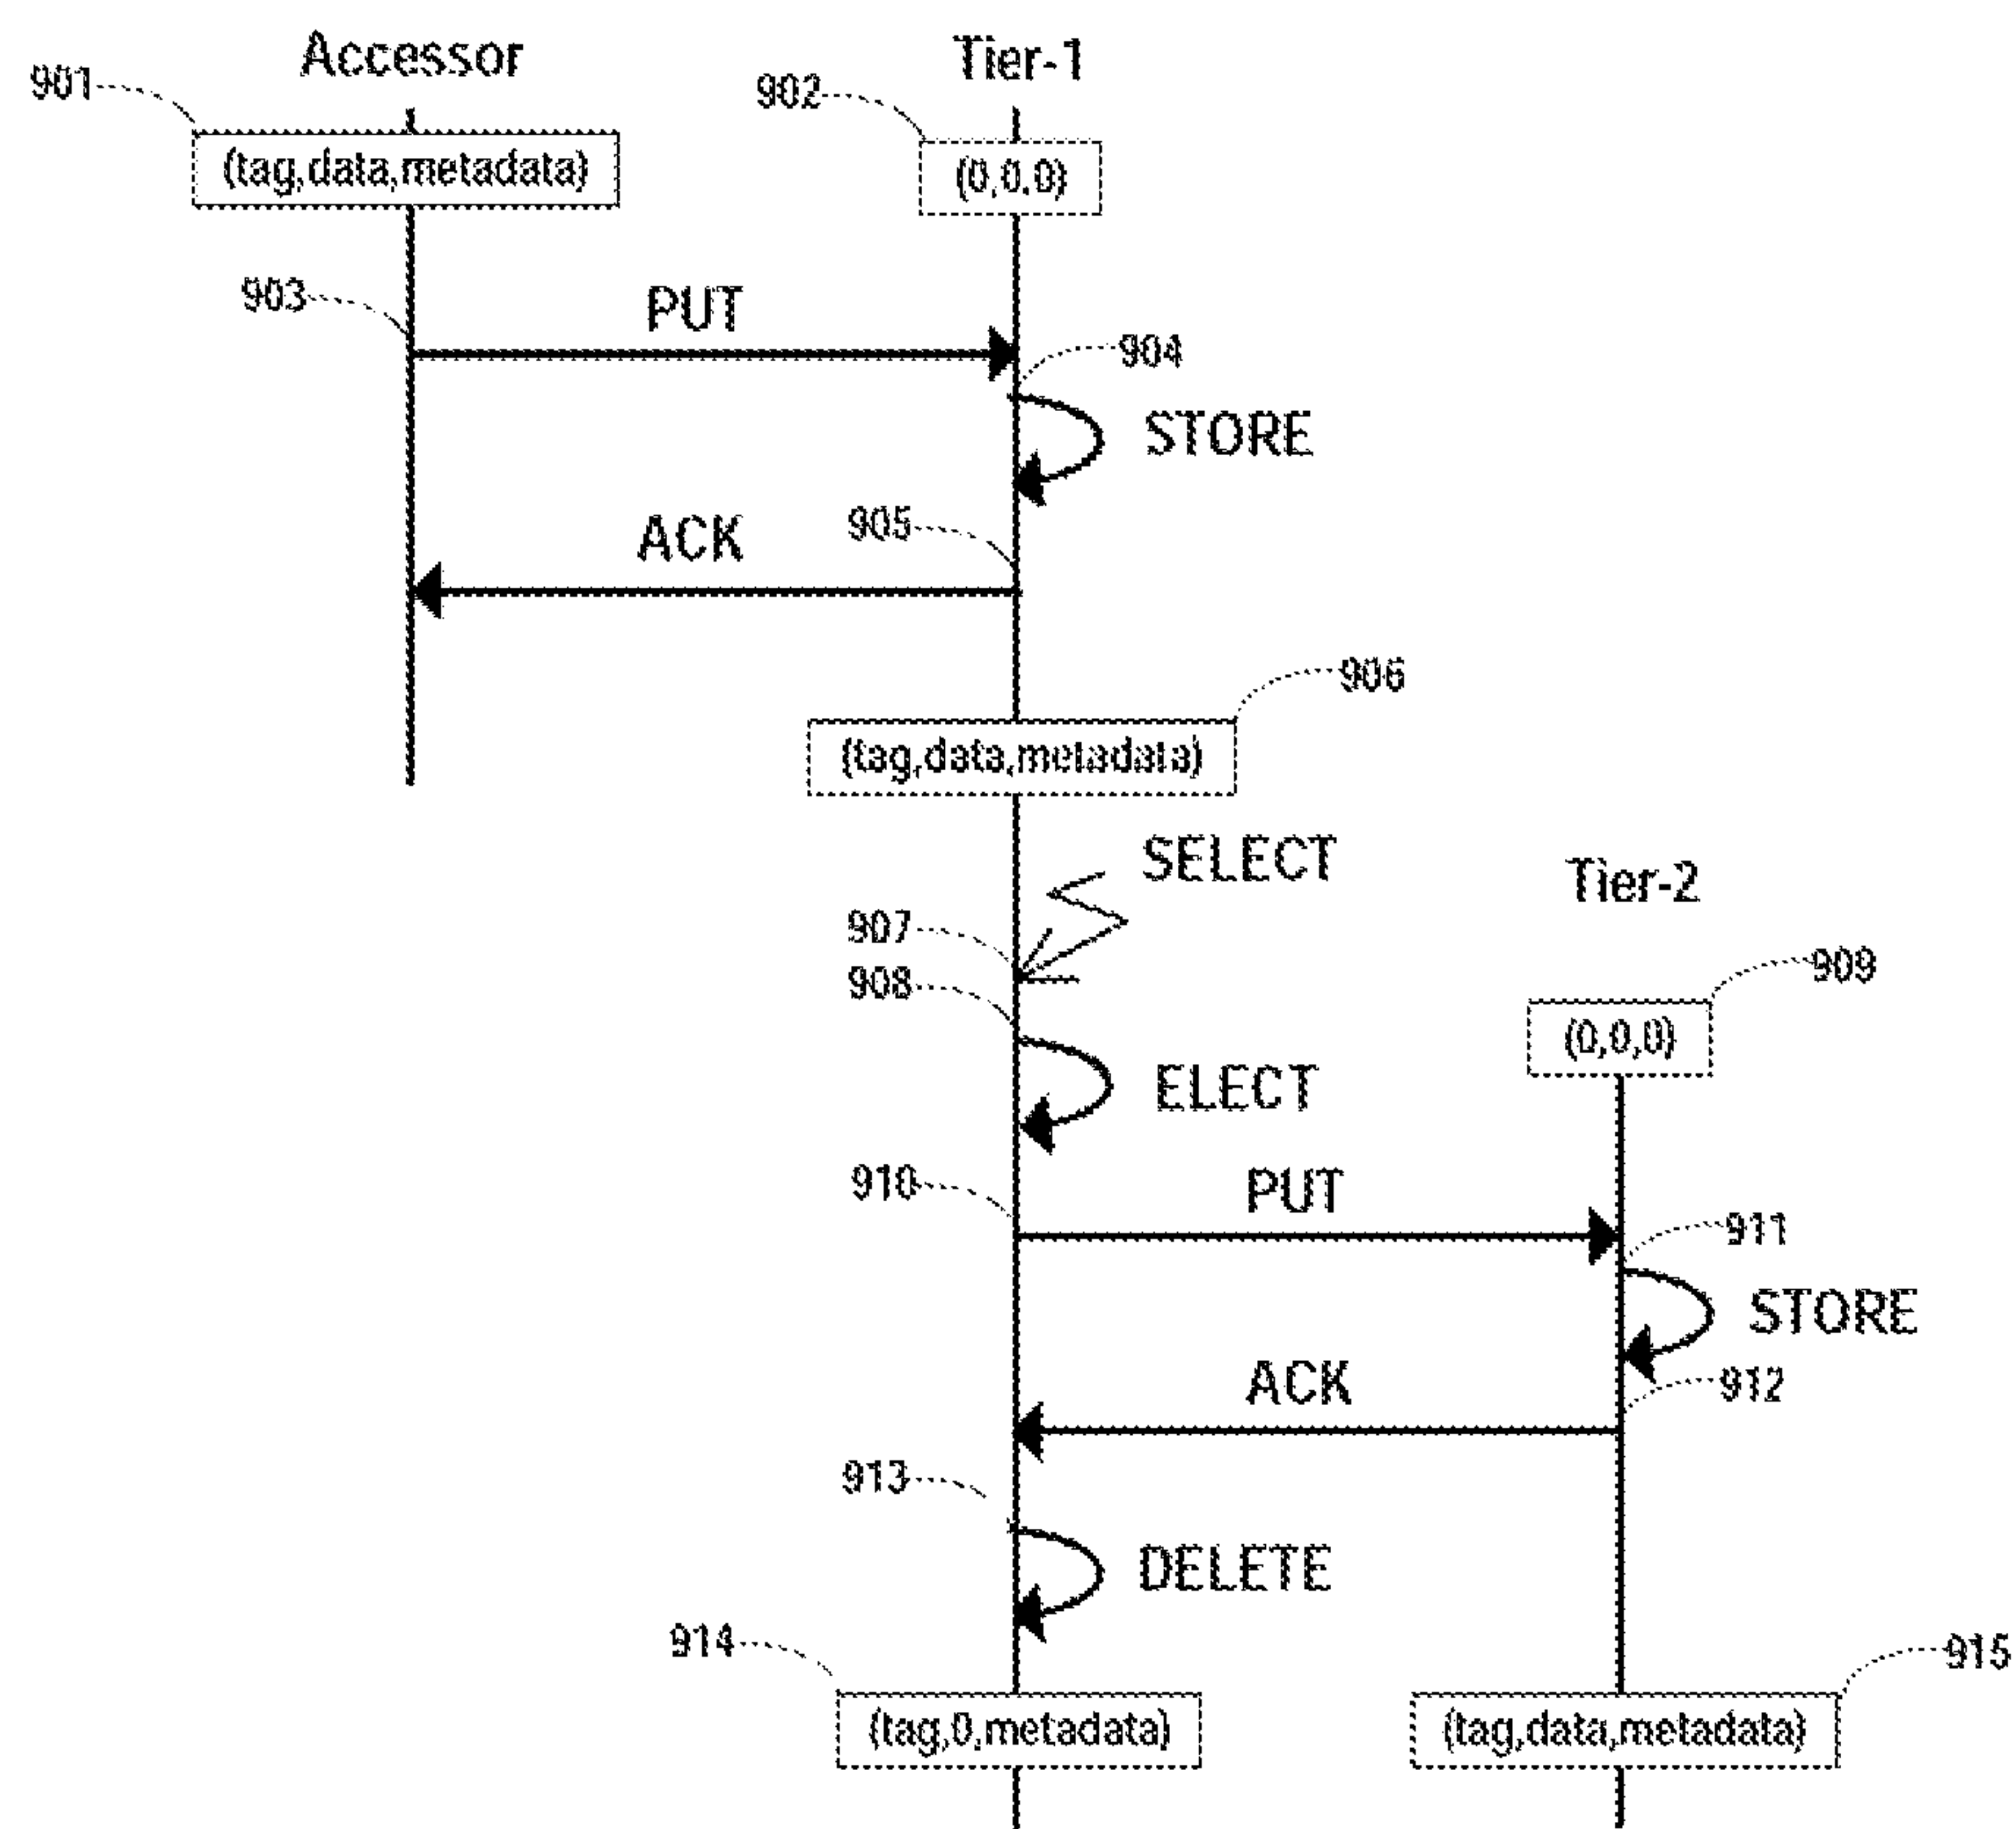 Accessor
Tier-1
901
902
(tag,data,metadata)
(0,0,0)
903
PUT
904
STORE
905
ACK
906
(tag,data,metadata)
SELECT
Tier-2
907
908
909
(0,0,0)
ELECT
910
PUT
911
STORE
ACK
912
913
DELETE
914
915
(tag,0,metadata)
(tag,data,metadata)